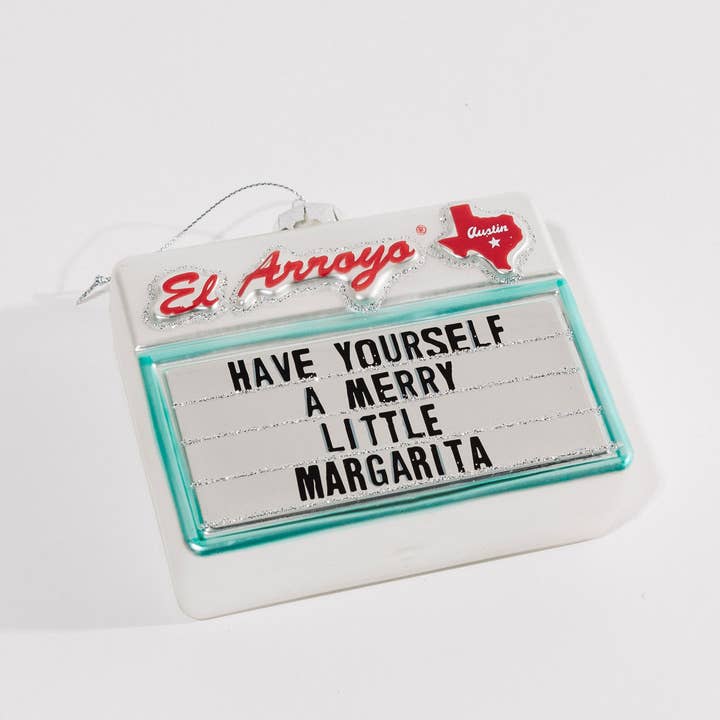 El Arroyo®
Austin
HAVE YOURSELF
A MERRY
LITTLE
MARGARITA